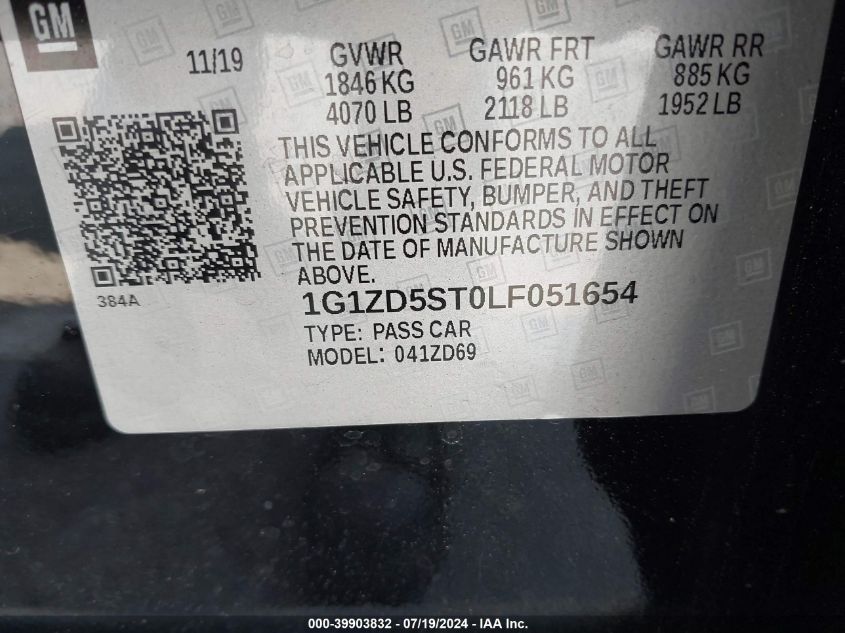 GM
11/19
GVWR GAWR FRT GAWR RR
1846 KG 961 KG 885 KG
4070 LB 2118 LB 1952 LB
THIS VEHICLE CONFORMS TO ALL
APPLICABLE U.S. FEDERAL MOTOR
VEHICLE SAFETY, BUMPER, AND THEFT
PREVENTION STANDARDS IN EFFECT ON
THE DATE OF MANUFACTURE SHOWN
ABOVE.
384A
1G1ZD5ST0LF051654
TYPE: PASS CAR
MODEL: 041ZD69
000-39903832 - 07/19/2024 - IAA Inc.